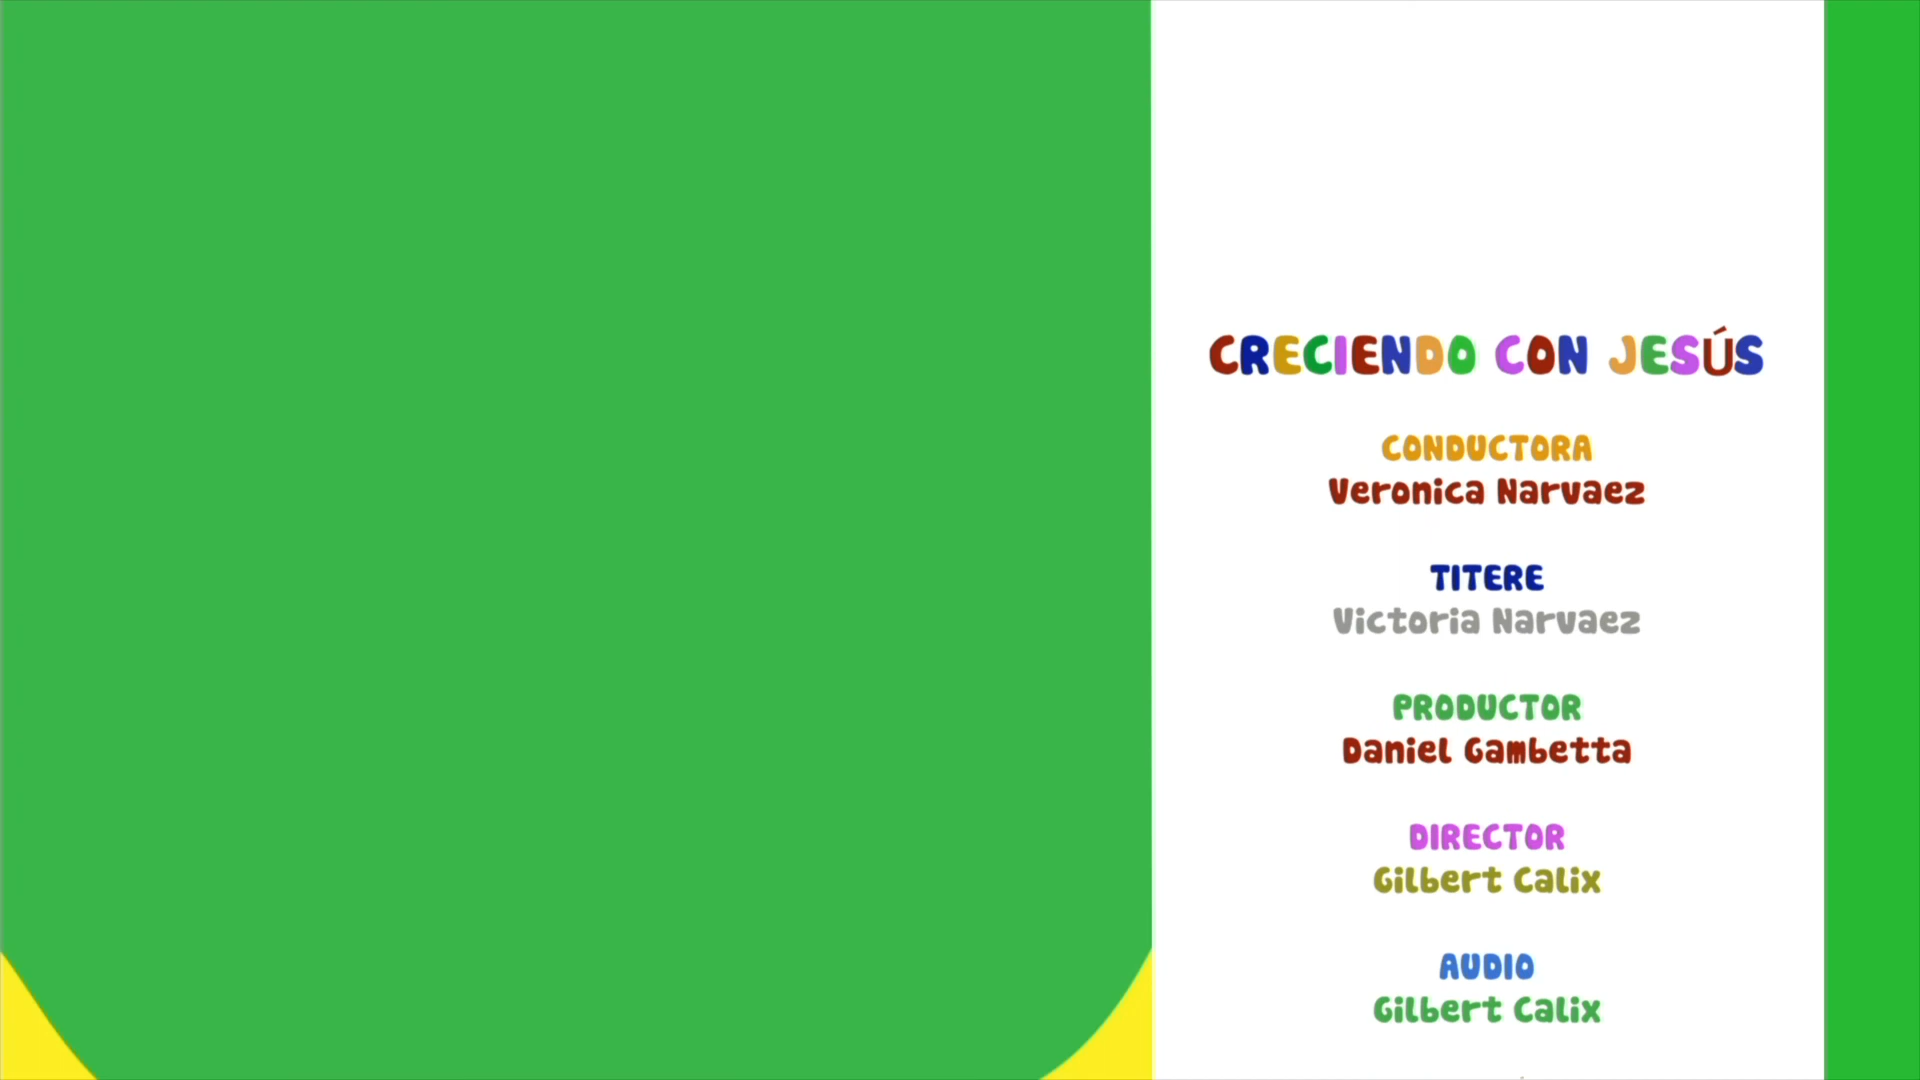 CRECIENDO CON JESÚS
CONDUCTORA
Veronica Narvaez
TITERE
Victoria Narvaez
PRODUCTOR
Daniel Gambetta
DIRECTOR
Gilbert Calix
AUDIO
Gilbert Calix